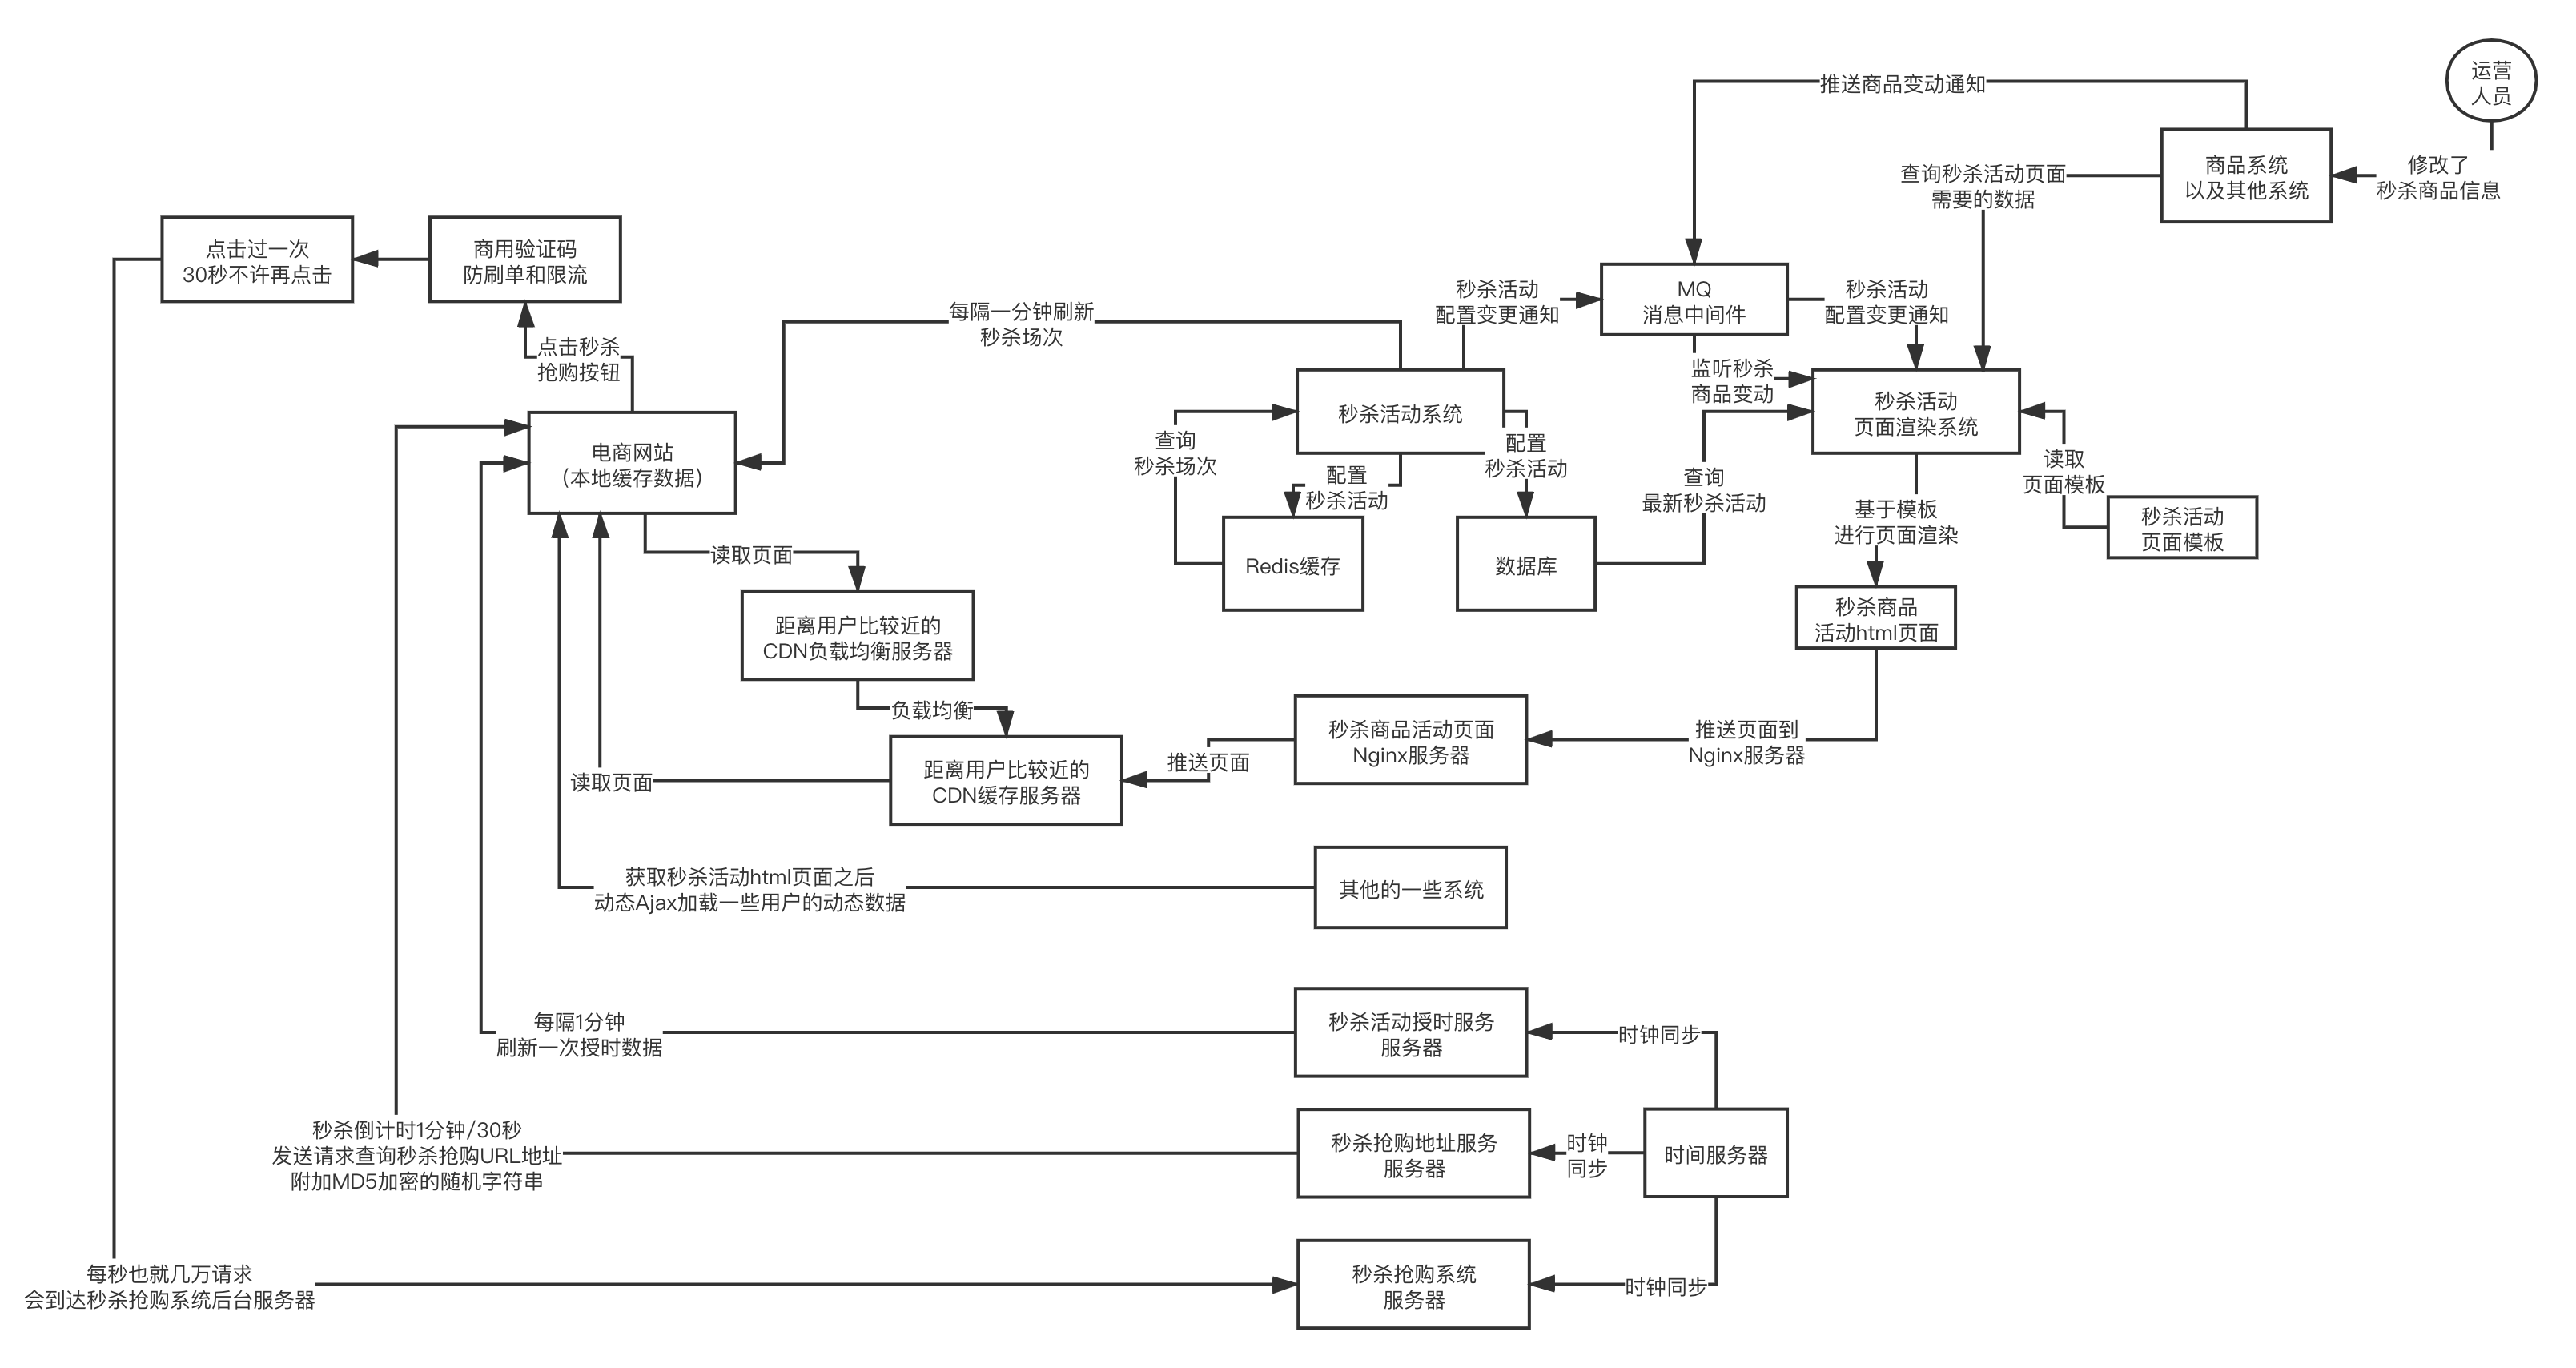 运营
人员
推送商品变动通知
商品系统
以及其他系统
修改了
秒杀商品信息
查询秒杀活动页面
需要的数据
点击过一次
30秒不许再点击
商用验证码
防刷单和限流
每隔一分钟刷新
秒杀场次
秒杀活动
配置变更通知
MQ
消息中间件
秒杀活动
配置变更通知
点击秒杀
抢购按钮
监听秒杀
商品变动
秒杀活动系统
秒杀活动
页面渲染系统
电商网站
(本地缓存数据)
查询
秒杀场次
配置
秒杀活动
配置
秒杀活动
查询
最新秒杀活动
读取
页面模板
基于模板
进行页面渲染
秒杀活动
页面模板
读取页面
Redis缓存
数据库
秒杀商品
活动html页面
距离用户比较近的
CDN负载均衡服务器
负载均衡
秒杀商品活动页面
Nginx服务器
推送页面到
Nginx服务器
推送页面
距离用户比较近的
CDN缓存服务器
读取页面
获取秒杀活动html页面之后
动态Ajax加载一些用户的动态数据
其他的一些系统
每隔1分钟
刷新一次授时数据
秒杀活动授时服务
服务器
时钟同步
秒杀倒计时1分钟/30秒
发送请求查询秒杀抢购URL地址
附加MD5加密的随机字符串
秒杀抢购地址服务
服务器
时钟
同步
时间服务器
每秒也就几万请求
会到达秒杀抢购系统后台服务器
秒杀抢购系统
服务器
时钟同步